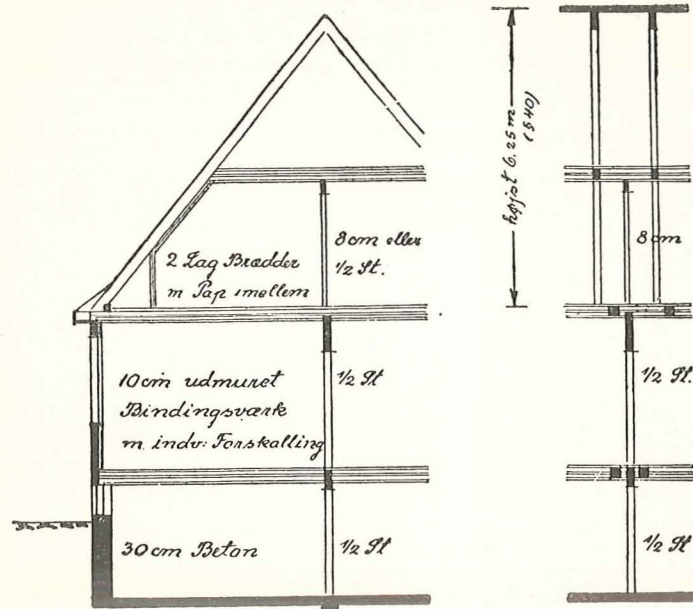 højst 6.25 m
(§ 40)
2 Lag Brædder
m Pap imellem
8 cm eller
1/2 St.
8 cm
10 cm udmuret
Bindingsværk
m. indv: Forskalling
1/2 St
1/2 St.
30 cm Beton
1/2 St
1/2 St